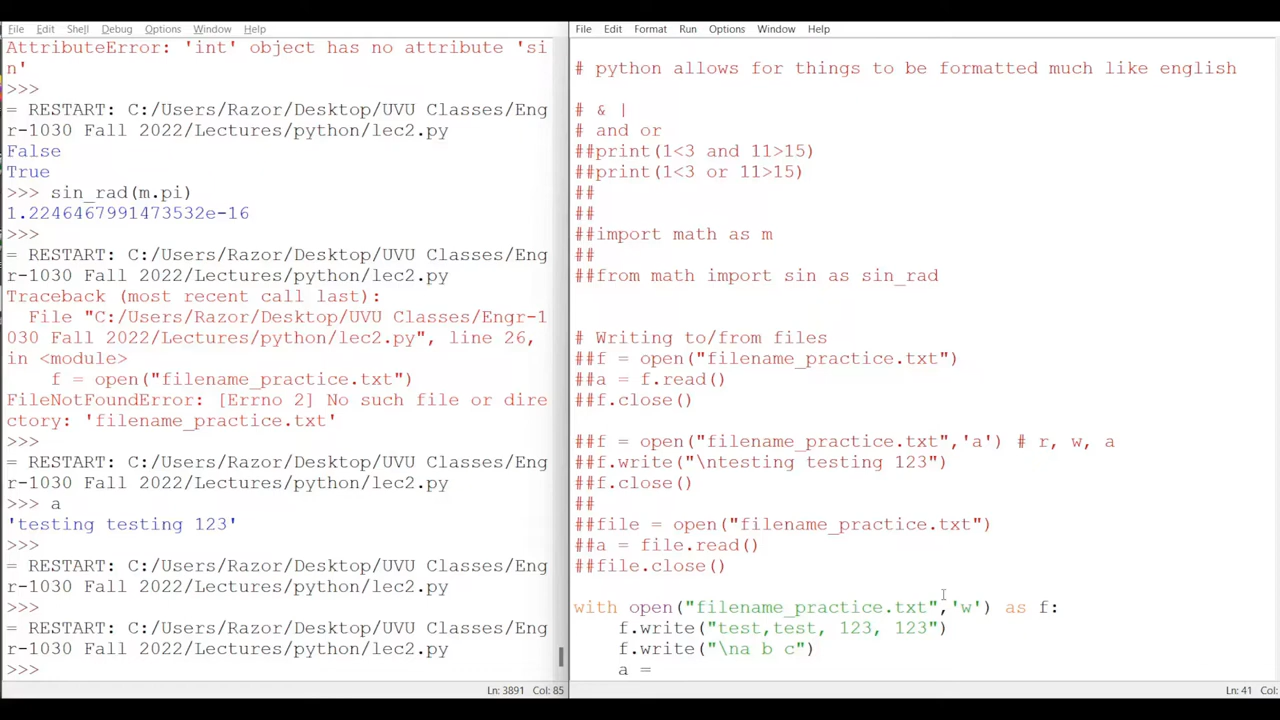 File Edit Shell Debug Options Window Help
AttributeError: 'int' object has no attribute 'si
n'
>>>
= RESTART: C:/Users/Razor/Desktop/UVU Classes/Eng
r-1030 Fall 2022/Lectures/python/lec2.py
False
True
>>> sin_rad(m.pi)
1.2246467991473532e-16
>>>
= RESTART: C:/Users/Razor/Desktop/UVU Classes/Eng
r-1030 Fall 2022/Lectures/python/lec2.py
Traceback (most recent call last):
  File "C:/Users/Razor/Desktop/UVU Classes/Engr-1
030 Fall 2022/Lectures/python/lec2.py", line 26,
in <module>
    f = open("filename_practice.txt")
FileNotFoundError: [Errno 2] No such file or dire
ctory: 'filename_practice.txt'
>>>
= RESTART: C:/Users/Razor/Desktop/UVU Classes/Eng
r-1030 Fall 2022/Lectures/python/lec2.py
>>> a
'testing testing 123'
>>>
= RESTART: C:/Users/Razor/Desktop/UVU Classes/Eng
r-1030 Fall 2022/Lectures/python/lec2.py
>>>
= RESTART: C:/Users/Razor/Desktop/UVU Classes/Eng
r-1030 Fall 2022/Lectures/python/lec2.py
>>>
Ln: 3891 Col: 85
File Edit Format Run Options Window Help
# python allows for things to be formatted much like english
# & |
# and or
##print(1<3 and 11>15)
##print(1<3 or 11>15)
##
##
##import math as m
##
##from math import sin as sin_rad
# Writing to/from files
##f = open("filename_practice.txt")
##a = f.read()
##f.close()
##f = open("filename_practice.txt",'a') # r, w, a
##f.write("\ntesting testing 123")
##f.close()
##
##file = open("filename_practice.txt")
##a = file.read()
##file.close()
with open("filename_practice.txt",'w') as f:
    f.write("test,test, 123, 123")
    f.write("\na b c")
    a =
Ln: 41 Col: